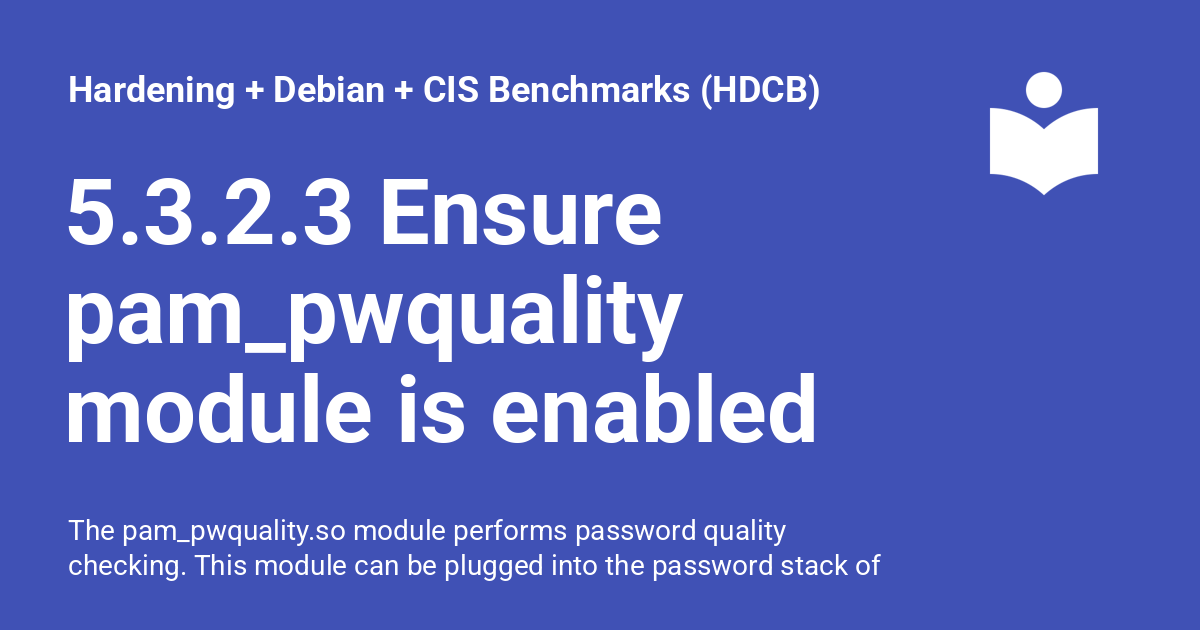 Hardening + Debian + CIS Benchmarks (HDCB)
5.3.2.3 Ensure
pam_pwquality
module is enabled
The pam_pwquality.so module performs password quality
checking. This module can be plugged into the password stack of